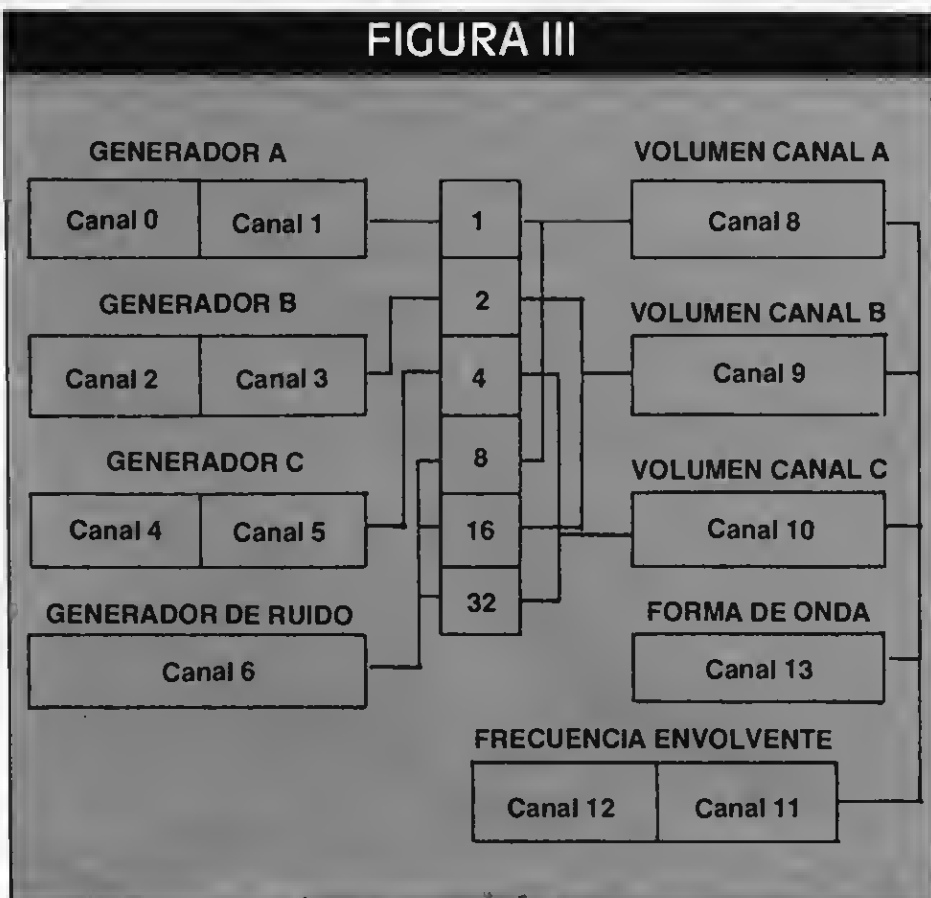 FIGURA III
GENERADOR A
Canal 0 Canal 1
GENERADOR B
Canal 2 Canal 3
GENERADOR C
Canal 4 Canal 5
GENERADOR DE RUIDO
Canal 6
1
2
4
8
16
32
VOLUMEN CANAL A
Canal 8
VOLUMEN CANAL B
Canal 9
VOLUMEN CANAL C
Canal 10
FORMA DE ONDA
Canal 13
FRECUENCIA ENVOLVENTE
Canal 12 Canal 11